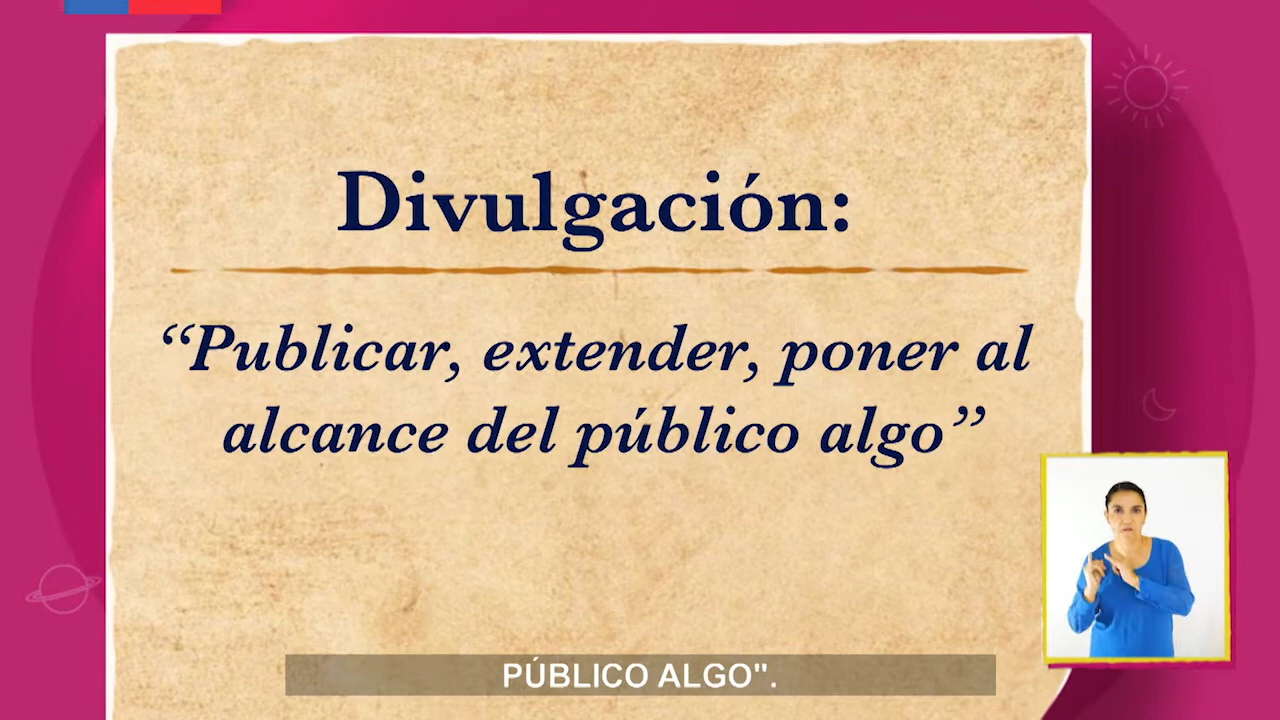 Divulgación:
“Publicar, extender, poner al
alcance del público algo”
PÚBLICO ALGO".